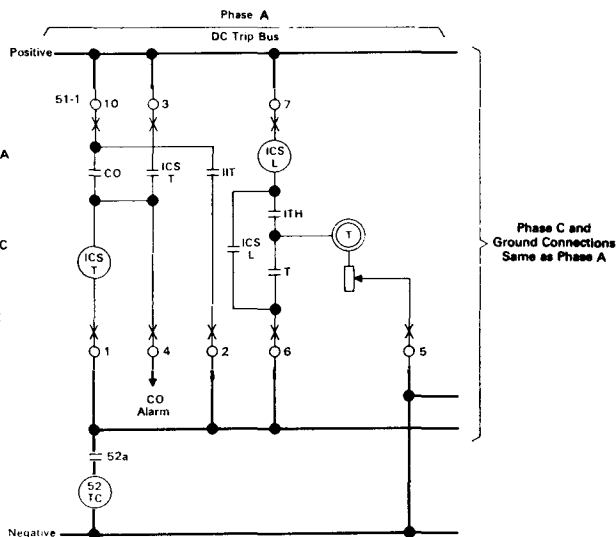 Phase A
DC Trip Bus
Positive
51-1
10
3
7
A
CO
ICS
T
IIT
ICS
L
ITH
C
ICS
T
ICS
L
T
T
Phase C and
Ground Connections
Same as Phase A
1
4
2
6
5
CO
Alarm
52a
52
TC
Negative